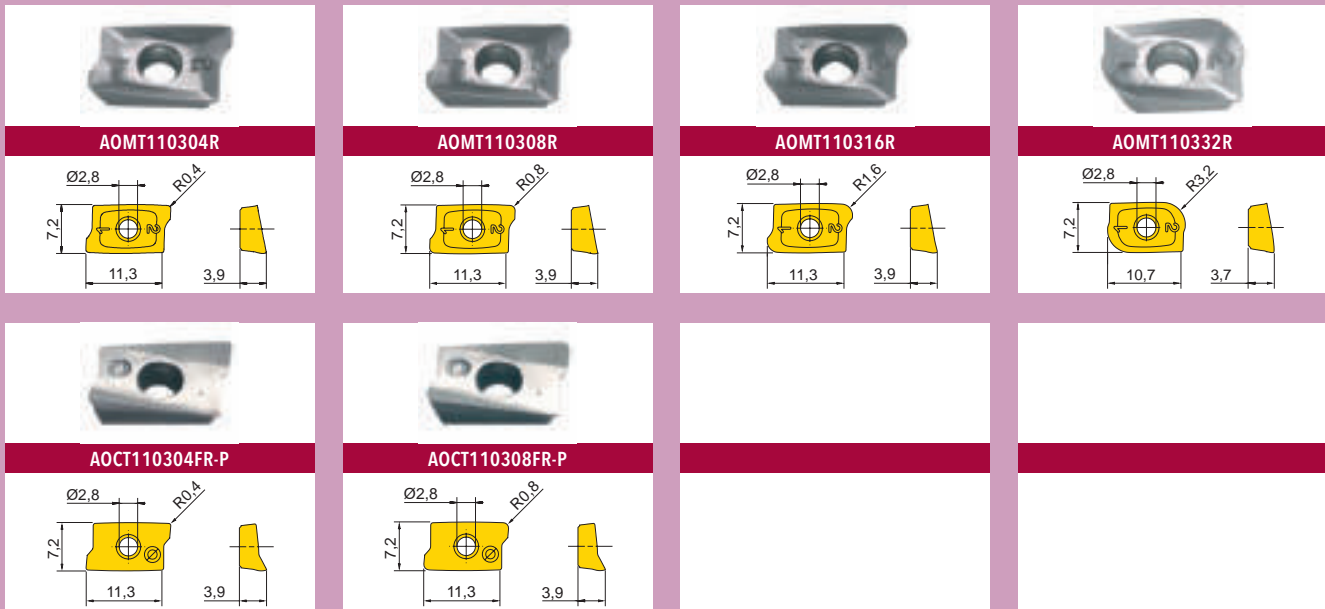 AOMT110304R
Ø2,8
R0,4
7,2
1
2
11,3
3,9
AOMT110308R
Ø2,8
R0,8
7,2
1
2
11,3
3,9
AOMT110316R
Ø2,8
R1,6
7,2
1
2
11,3
3,9
AOMT110332R
Ø2,8
R3,2
7,2
1
2
10,7
3,7
AOCT110304FR-P
Ø2,8
R0,4
7,2
11,3
3,9
AOCT110308FR-P
Ø2,8
R0,8
7,2
11,3
3,9